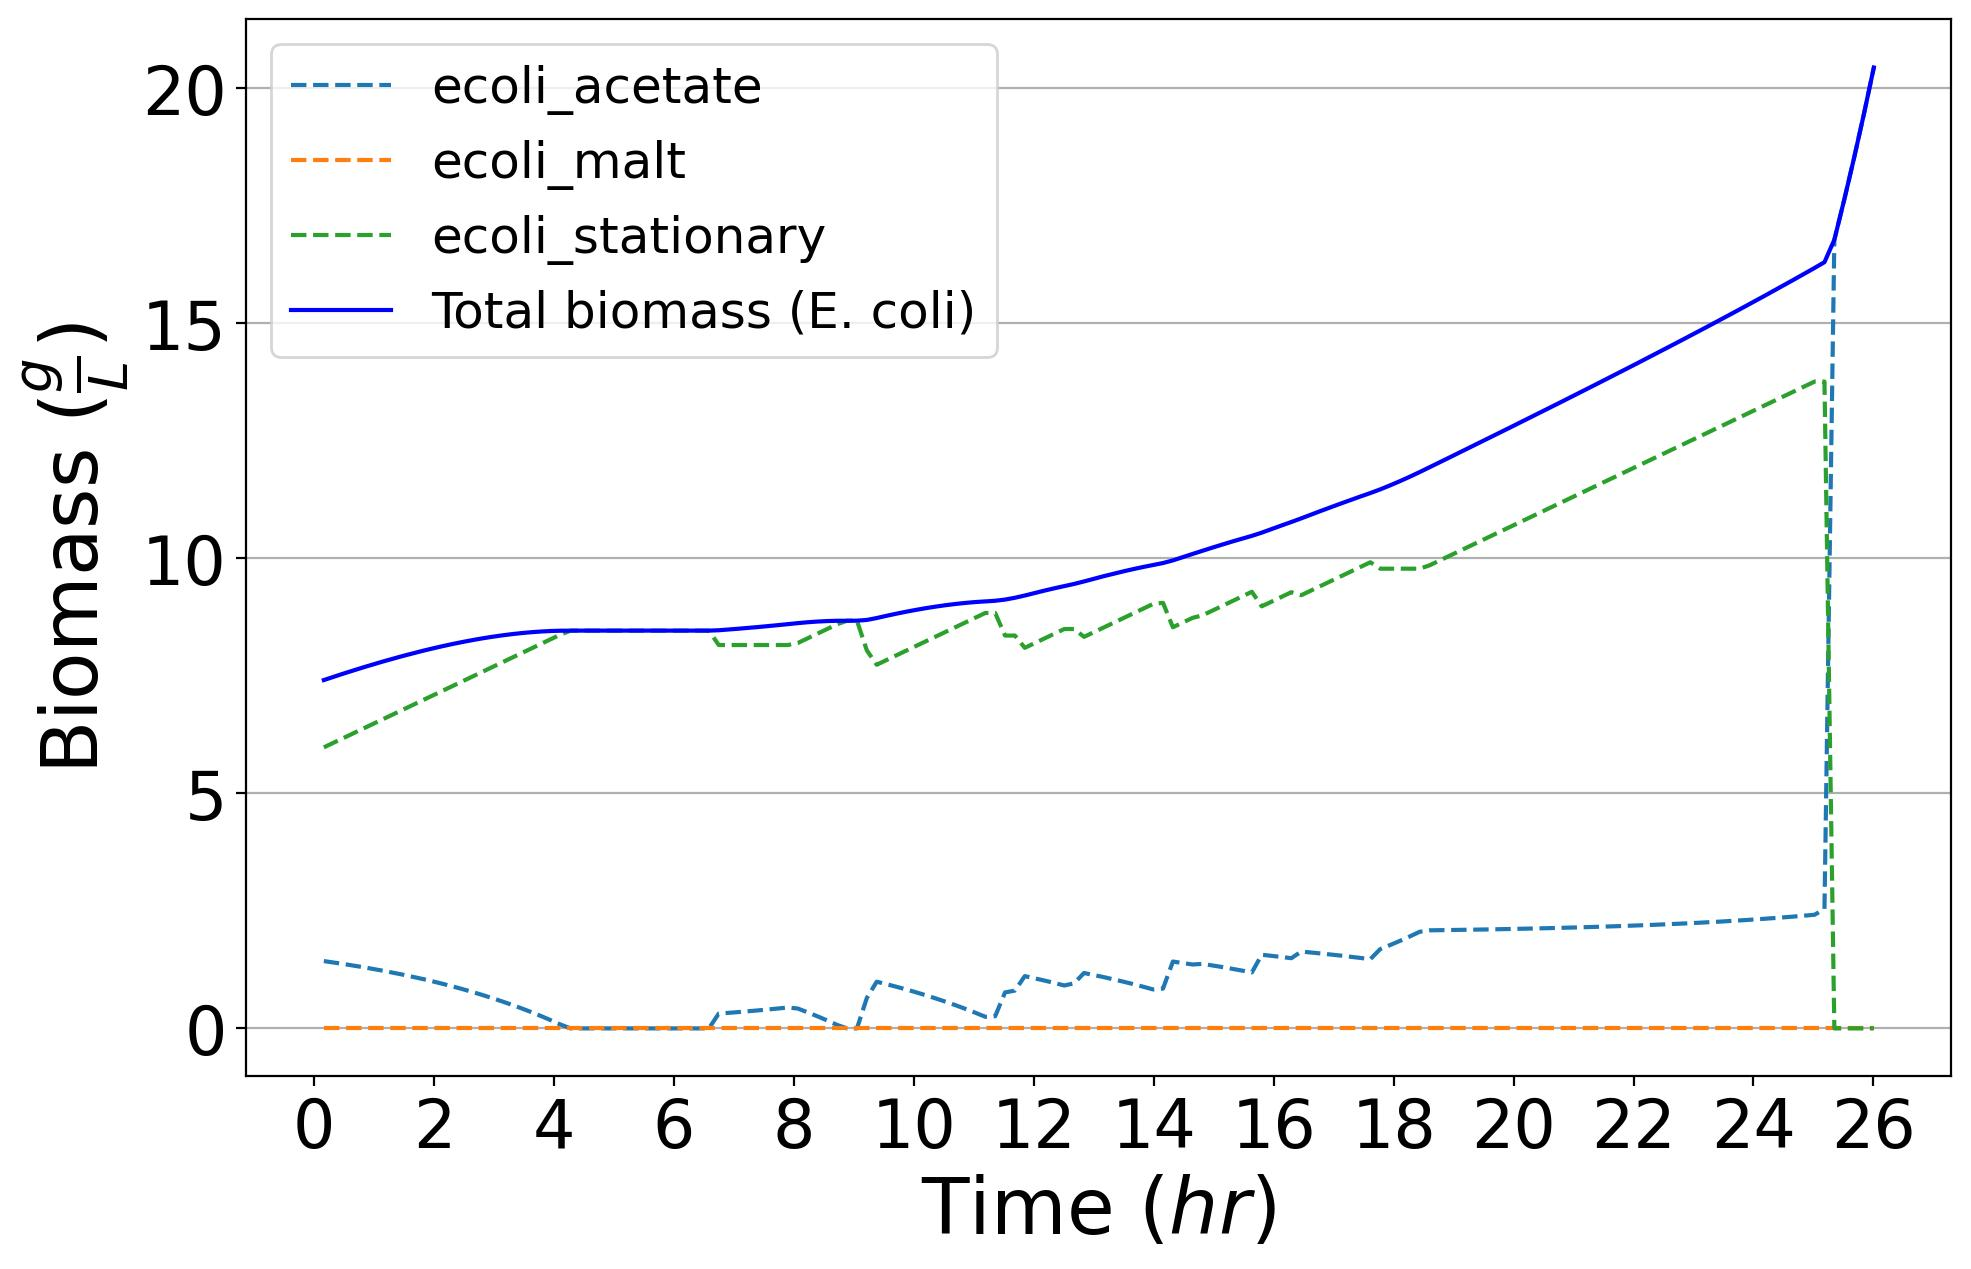 ecoli_acetate
ecoli_malt
ecoli_stationary
Total biomass (E. coli)
20
15
10
5
0
Biomass (g/L)
0 2 4 6 8 10 12 14 16 18 20 22 24 26
Time (hr)